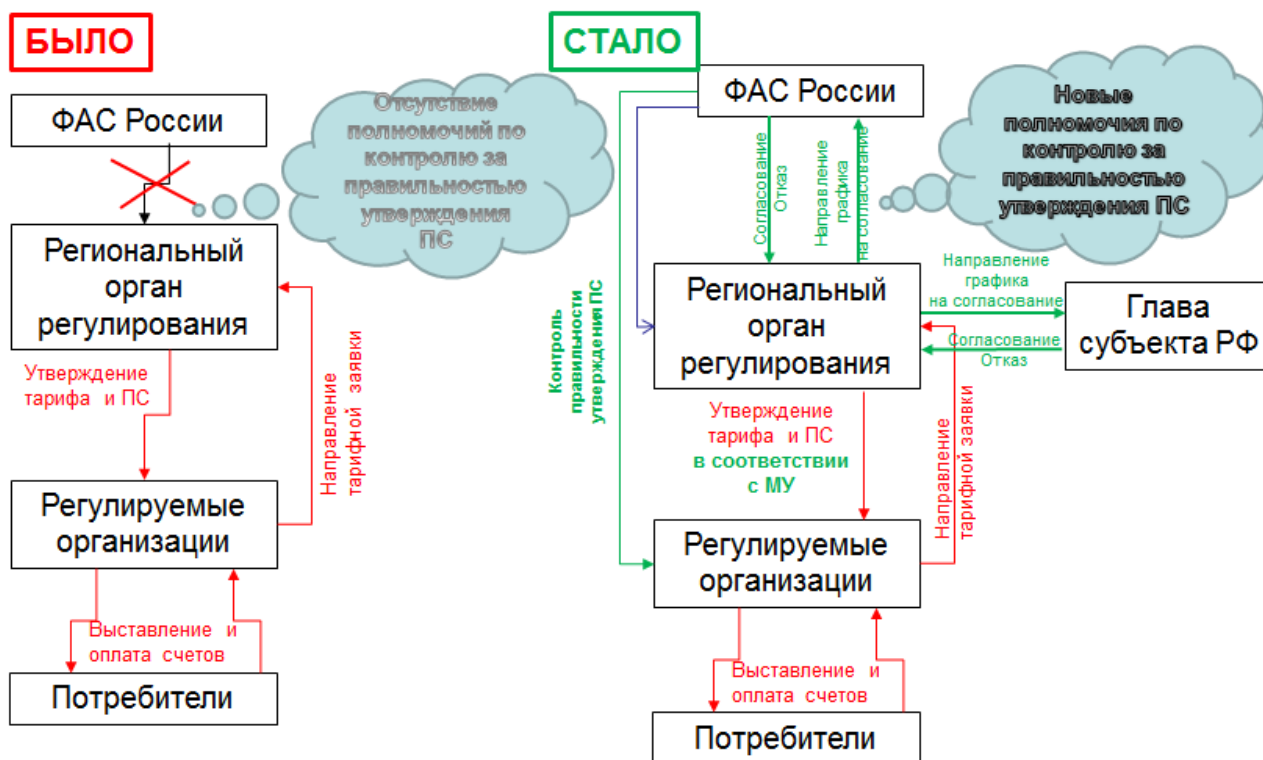 БЫЛО
ФАС России
Отсутствие
полномочий по
контролю за
правильностью
утверждения
ПС
Региональный
орган
регулирования
Утверждение
тарифа и ПС
Направление
тарифной заявки
Регулируемые
организации
Выставление и
оплата счетов
Потребители
СТАЛО
ФАС России
Новые
полномочия по
контролю за
правильностью
утверждения ПС
Согласование
Отказ
Направление
графика
на согласование
Контроль
правильности
утверждения ПС
Региональный
орган
регулирования
Направление
графика
на согласование
Согласование
Отказ
Глава
субъекта РФ
Утверждение
тарифа и ПС
в соответствии
с МУ
Направление
тарифной заявки
Регулируемые
организации
Выставление и
оплата счетов
Потребители